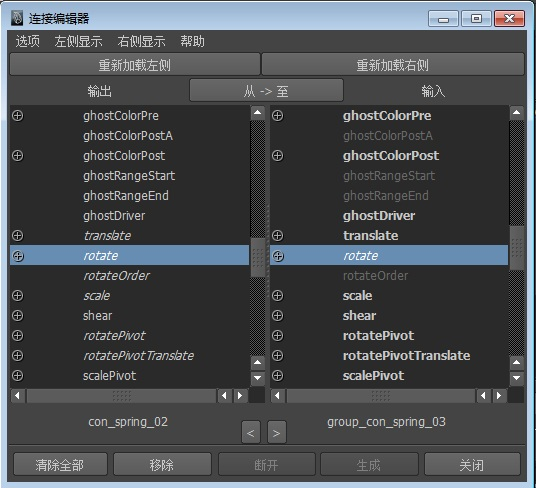 连接编辑器
选项 左侧显示 右侧显示 帮助
重新加载左侧 重新加载右侧
输出 从 -> 至 输入
ghostColorPre ghostColorPre
ghostColorPostA ghostColorPostA
ghostColorPost ghostColorPost
ghostRangeStart ghostRangeStart
ghostRangeEnd ghostRangeEnd
ghostDriver ghostDriver
translate translate
rotate rotate
rotateOrder rotateOrder
scale scale
shear shear
rotatePivot rotatePivot
rotatePivotTranslate rotatePivotTranslate
scalePivot scalePivot
con_spring_02 < > group_con_spring_03
清除全部 移除 断开 生成 关闭